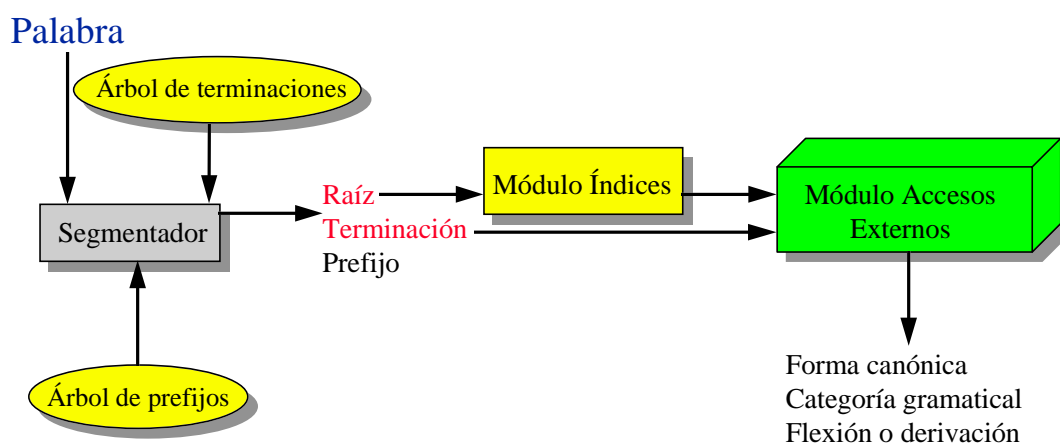 Palabra
Árbol de terminaciones
Segmentador
Árbol de prefijos
Raíz
Terminación
Prefijo
Módulo Índices
Módulo Accesos
Externos
Forma canónica
Categoría gramatical
Flexión o derivación